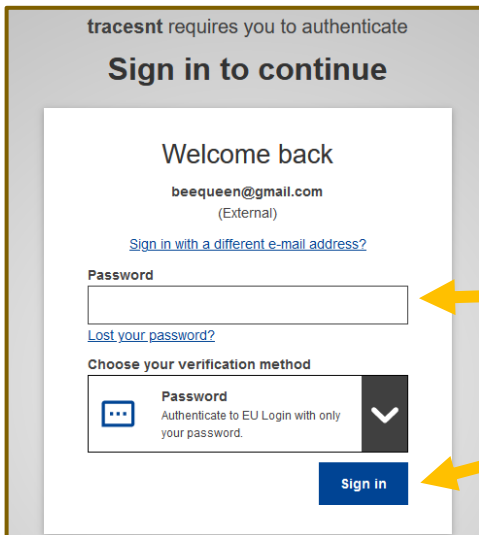 tracesnt requires you to authenticate
Sign in to continue
Welcome back
beequeen@gmail.com
(External)
Sign in with a different e-mail address?
Password
Lost your password?
Choose your verification method
Password
Authenticate to EU Login with only
your password.
Sign in